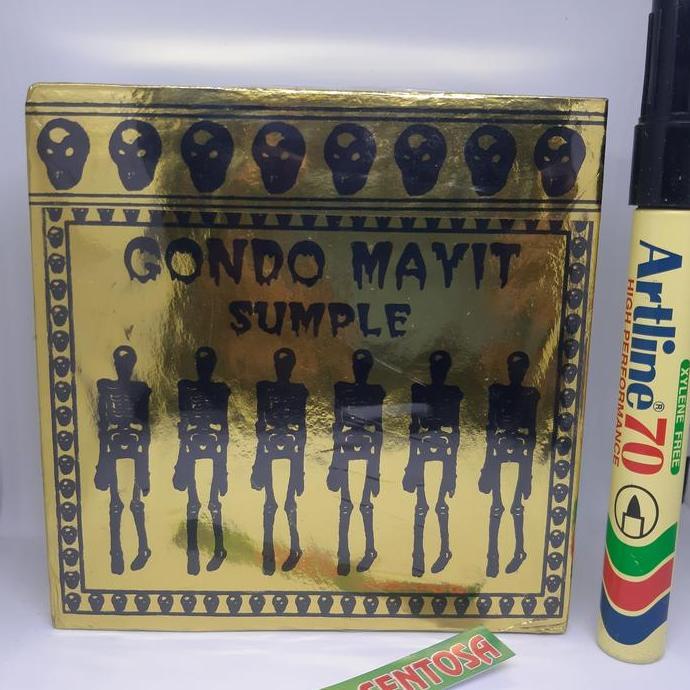 GONDO MAYIT
SUMPLE
Artline® 70
HIGH PERFORMANCE
XYLENE FREE
SENTOSA